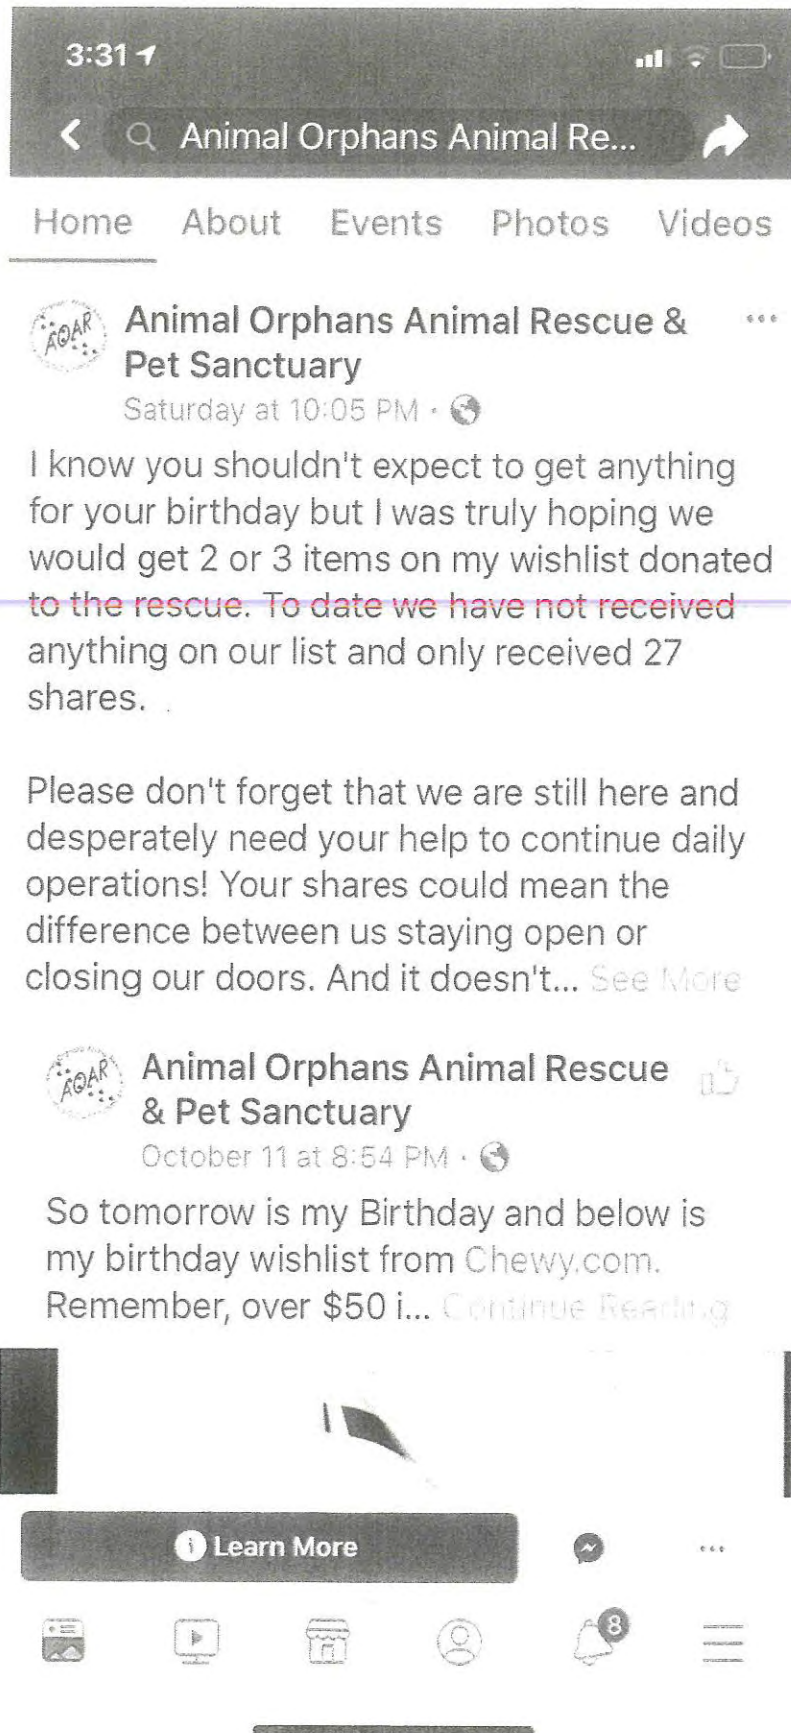 3:31
Animal Orphans Animal Re...
Home About Events Photos Videos
AOAR
Animal Orphans Animal Rescue &
Pet Sanctuary
Saturday at 10:05 PM ·
I know you shouldn't expect to get anything
for your birthday but I was truly hoping we
would get 2 or 3 items on my wishlist donated
to the rescue. To date we have not received
anything on our list and only received 27
shares.
Please don't forget that we are still here and
desperately need your help to continue daily
operations! Your shares could mean the
difference between us staying open or
closing our doors. And it doesn't... See More
AOAR
Animal Orphans Animal Rescue
& Pet Sanctuary
October 11 at 8:54 PM ·
So tomorrow is my Birthday and below is
my birthday wishlist from Chewy.com.
Remember, over $50 i... Continue Reading
Learn More
8